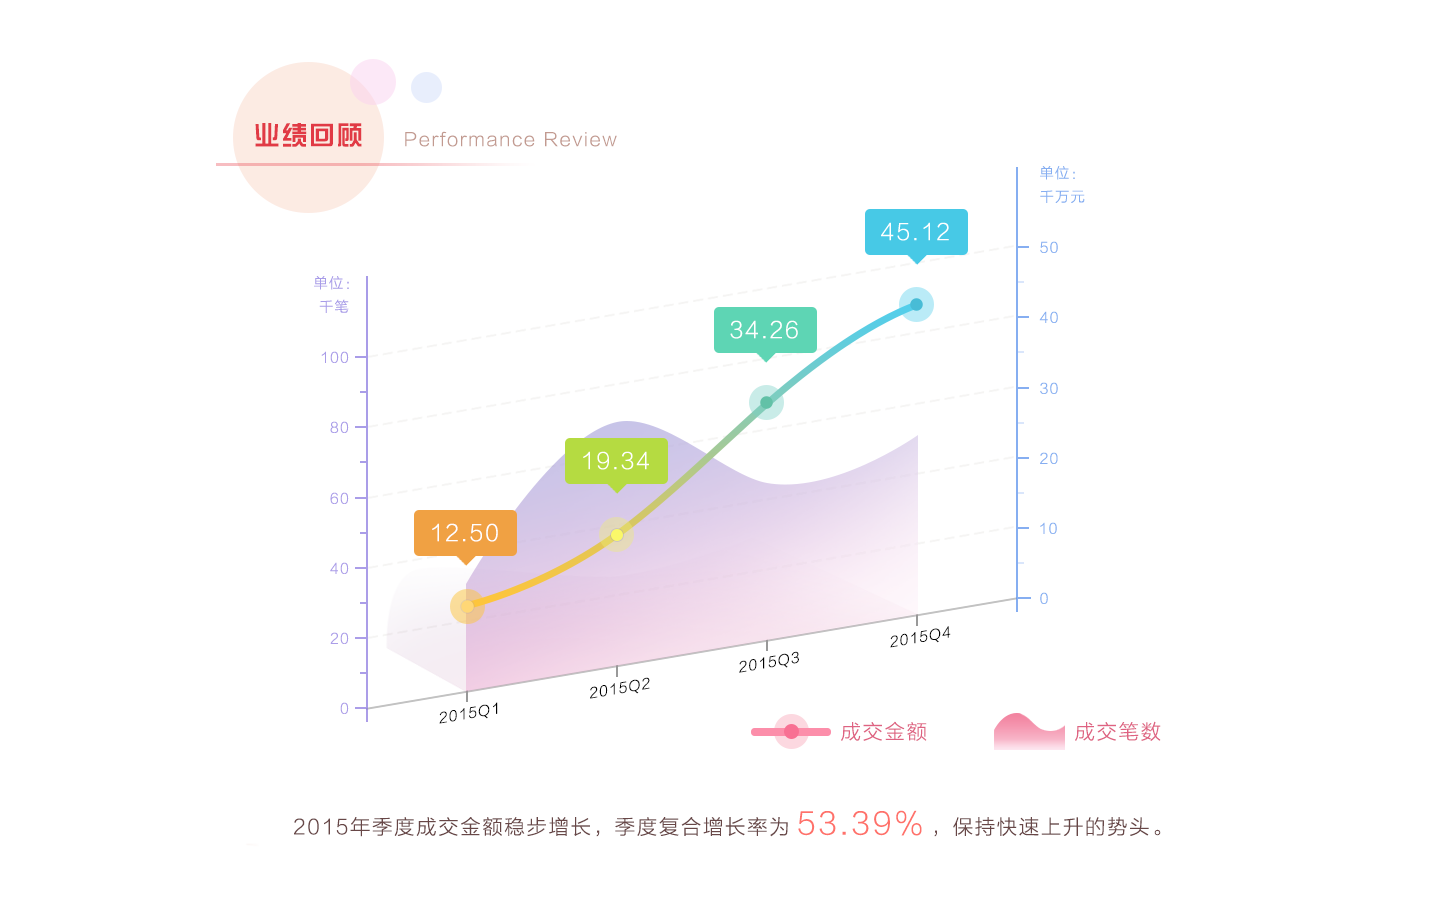 业绩回顾
Performance Review
单位：
千万元
50
40
30
20
10
0
单位：
千笔
100
80
60
40
20
0
45.12
34.26
19.34
12.50
2015Q1
2015Q2
2015Q3
2015Q4
成交金额
成交笔数
2015年季度成交金额稳步增长，季度复合增长率为 53.39% ，保持快速上升的势头。